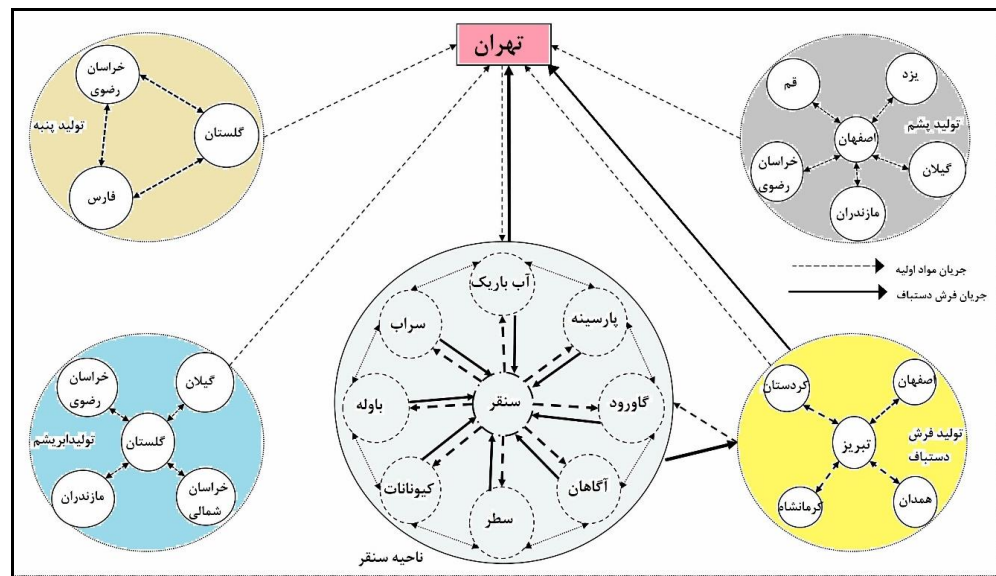 تهران
خراسان
رضوی
گلستان
فارس
تولید پنبه
یزد
قم
اصفهان
تولید پشم
گیلان
خراسان
رضوی
مازندران
جریان مواد اولیه
جریان فرش دستباف
آب باریک
پارسینه
سراب
سنقر
گاورود
باوله
آگاهان
کیونانات
سطر
ناحیه سنقر
گیلان
خراسان
رضوی
گلستان
تولیدابریشم
خراسان
شمالی
مازندران
اصفهان
کردستان
تبریز
تولید فرش
دستباف
همدان
کرمانشاه